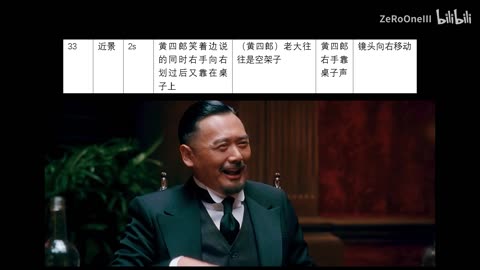 ZeRoOneIII bilibili
33 近景 2s 黄四郎笑着边说 （黄四郎）老大往 黄四郎 镜头向右移动
的同时右手向右 往是空架子 右手靠
划过后又靠在桌 桌子声
子上